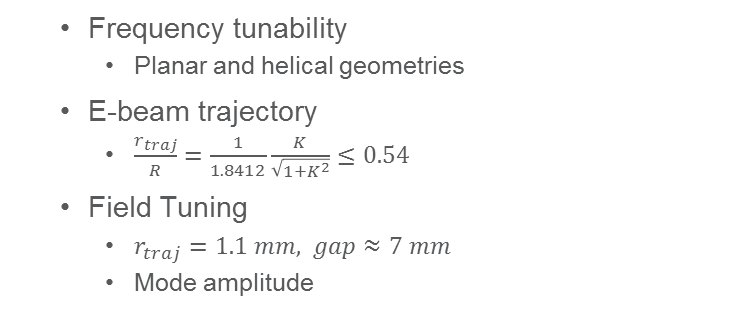 • Frequency tunability
• Planar and helical geometries
• E-beam trajectory
• $\frac{r_{traj}}{R} = \frac{1}{1.8412} \frac{K}{\sqrt{1+K^2}} \leq 0.54$
• Field Tuning
• $r_{traj} = 1.1\ mm,\ gap \approx 7\ mm$
• Mode amplitude